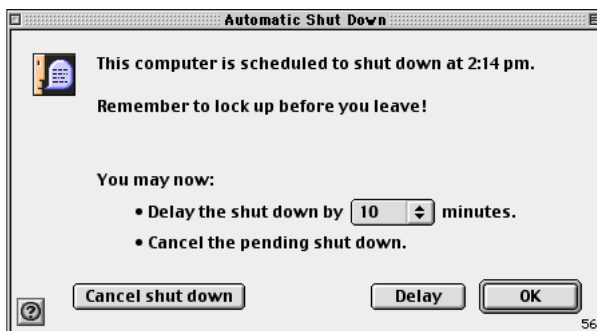 Automatic Shut Down
This computer is scheduled to shut down at 2:14 pm.
Remember to lock up before you leave!
You may now:
• Delay the shut down by 10 minutes.
• Cancel the pending shut down.
?
Cancel shut down
Delay
OK
56